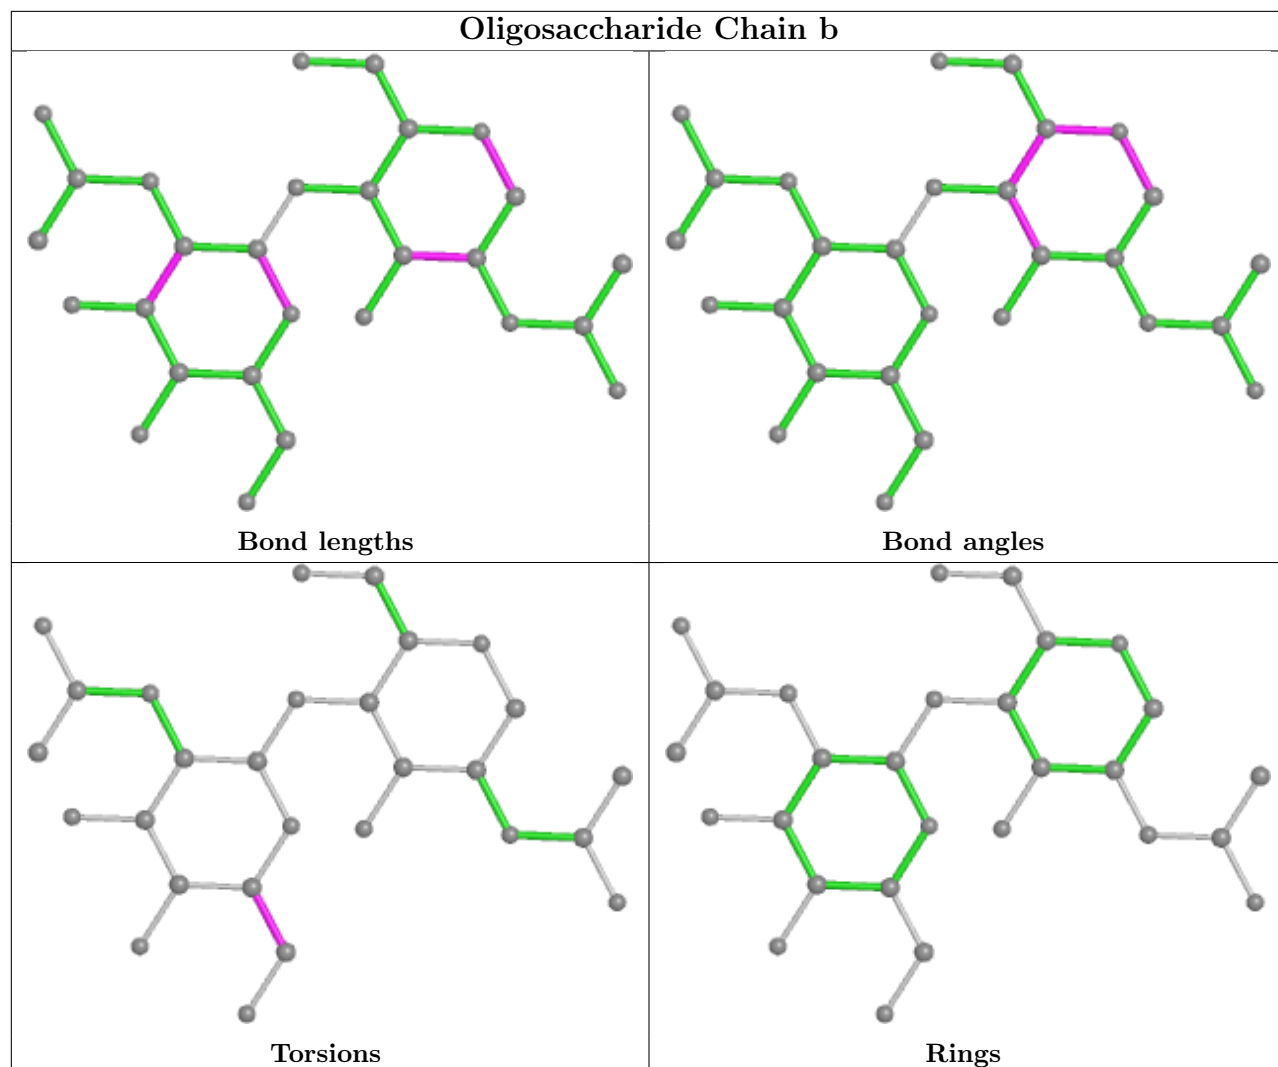 Oligosaccharide Chain b
Bond lengths
Bond angles
Torsions
Rings